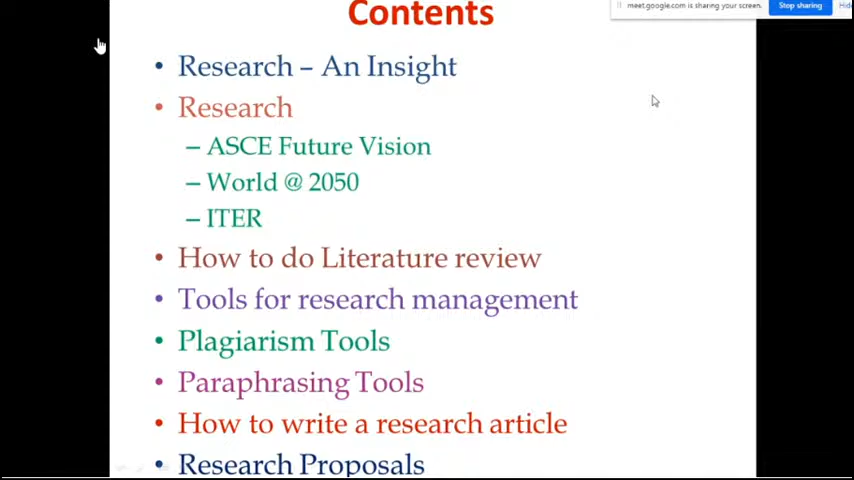 Contents
meet.google.com is sharing your screen.
Stop sharing
• Research – An Insight
• Research
– ASCE Future Vision
– World @ 2050
– ITER
• How to do Literature review
• Tools for research management
• Plagiarism Tools
• Paraphrasing Tools
• How to write a research article
• Research Proposals